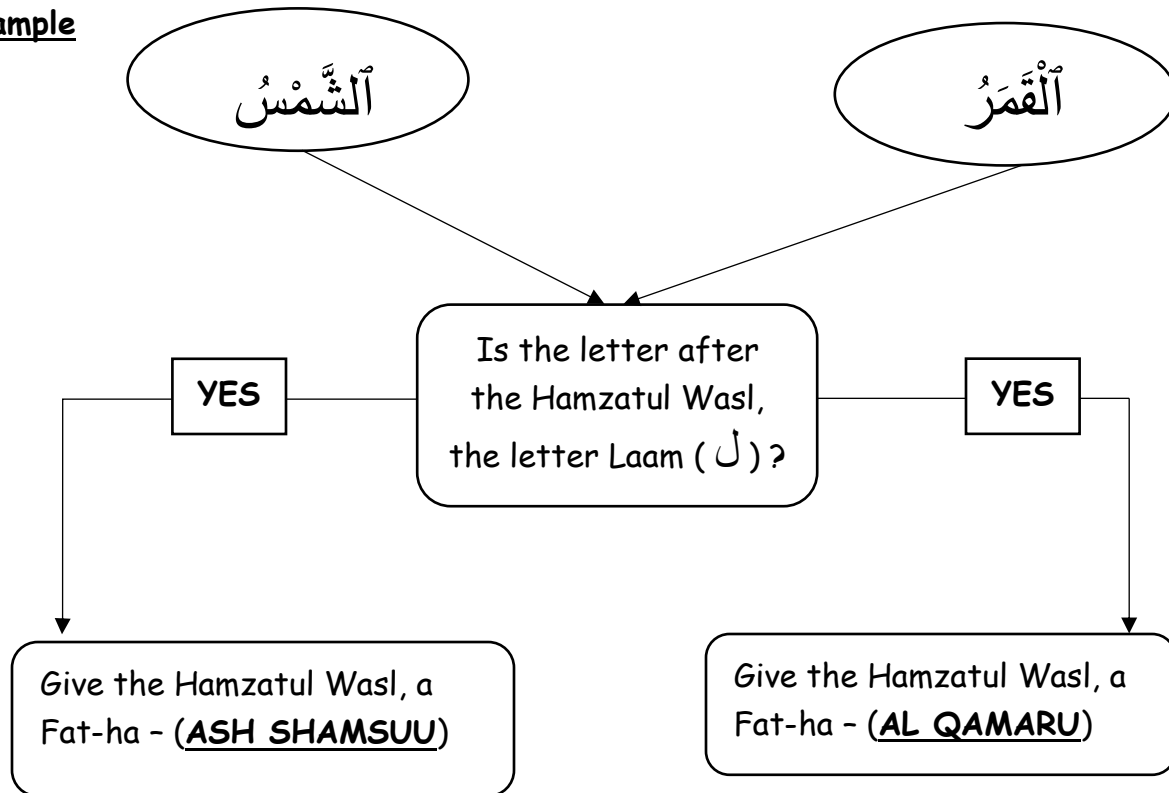 ample
ٱلشَّمْسُ
ٱلْقَمَرُ
Is the letter after
the Hamzatul Wasl,
the letter Laam ( ل ) ?
YES
YES
Give the Hamzatul Wasl, a
Fat-ha – (ASH SHAMSUU)
Give the Hamzatul Wasl, a
Fat-ha – (AL QAMARU)